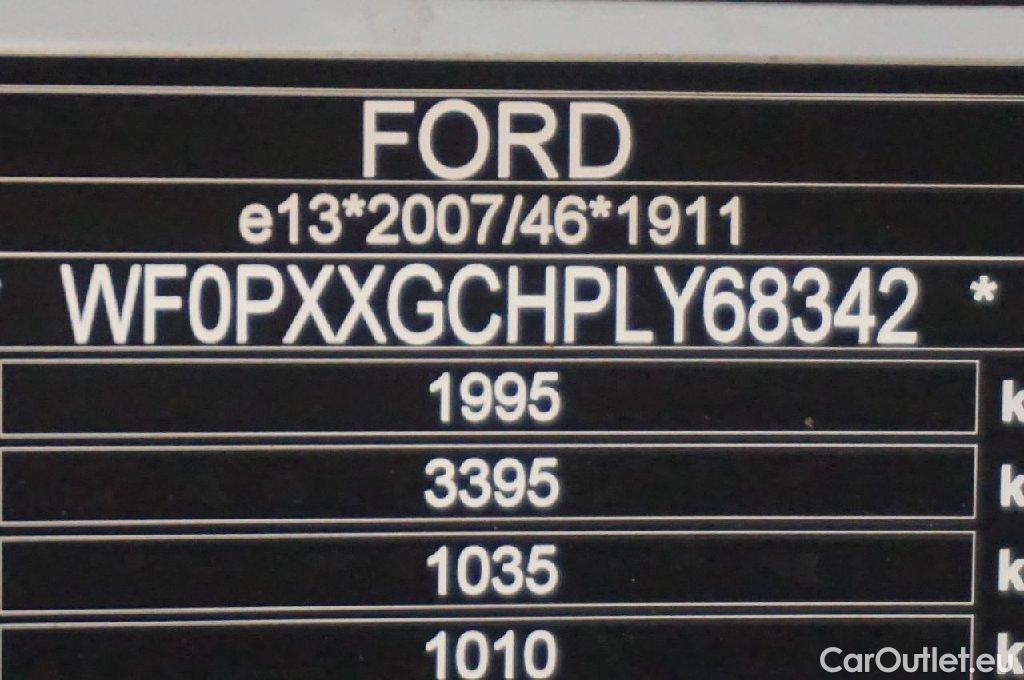 FORD
e13*2007/46*1911
WF0PXXGCHPLY68342 *
1995 k
3395 k
1035 k
1010 k
CarOutlet.eu